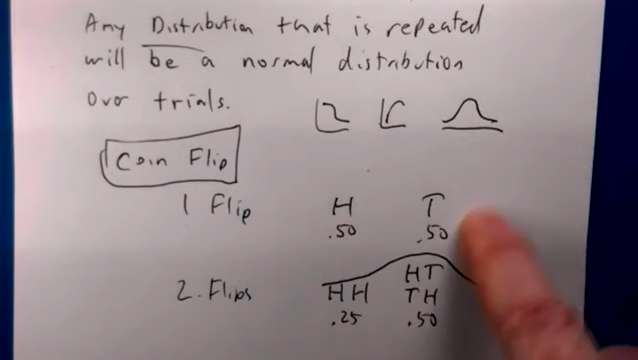 Any Distribution that is repeated
will be a normal distribution
over trials.
Coin Flip
1 Flip H T
.50 .50
HT
2. Flips HH TH
.25 .50